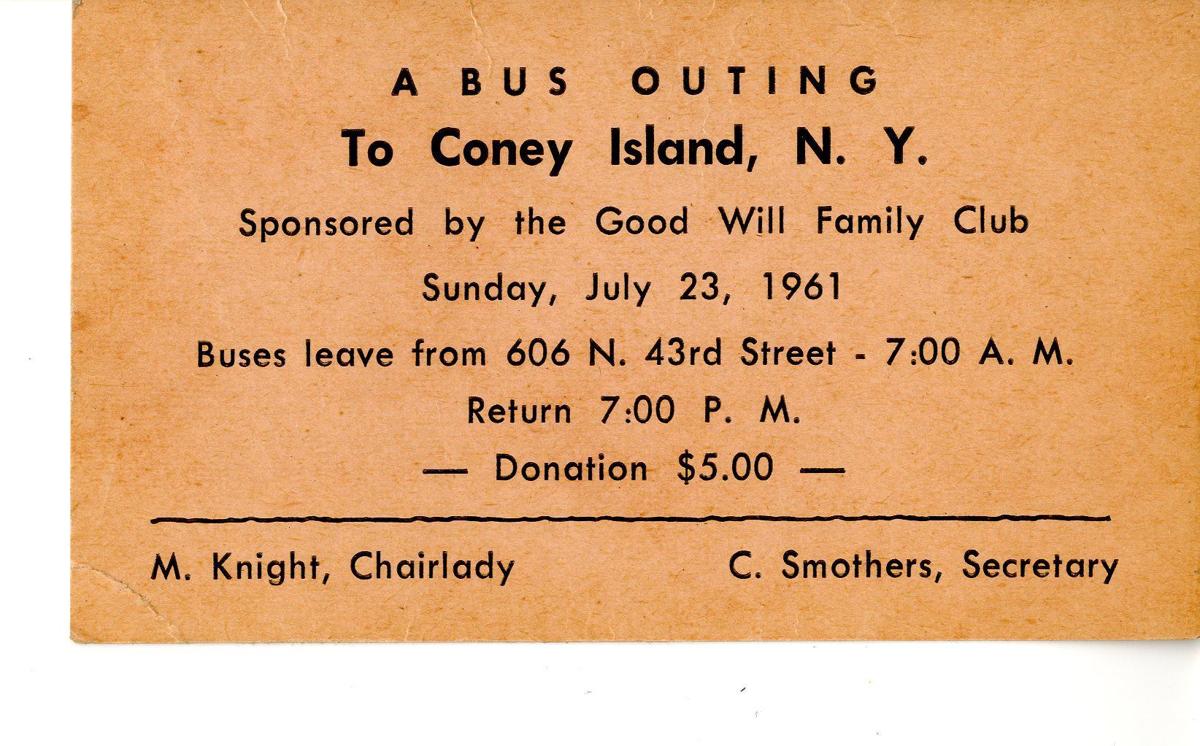 A BUS OUTING
To Coney Island, N. Y.
Sponsored by the Good Will Family Club
Sunday, July 23, 1961
Buses leave from 606 N. 43rd Street - 7:00 A. M.
Return 7:00 P. M.
— Donation $5.00 —
M. Knight, Chairlady C. Smothers, Secretary